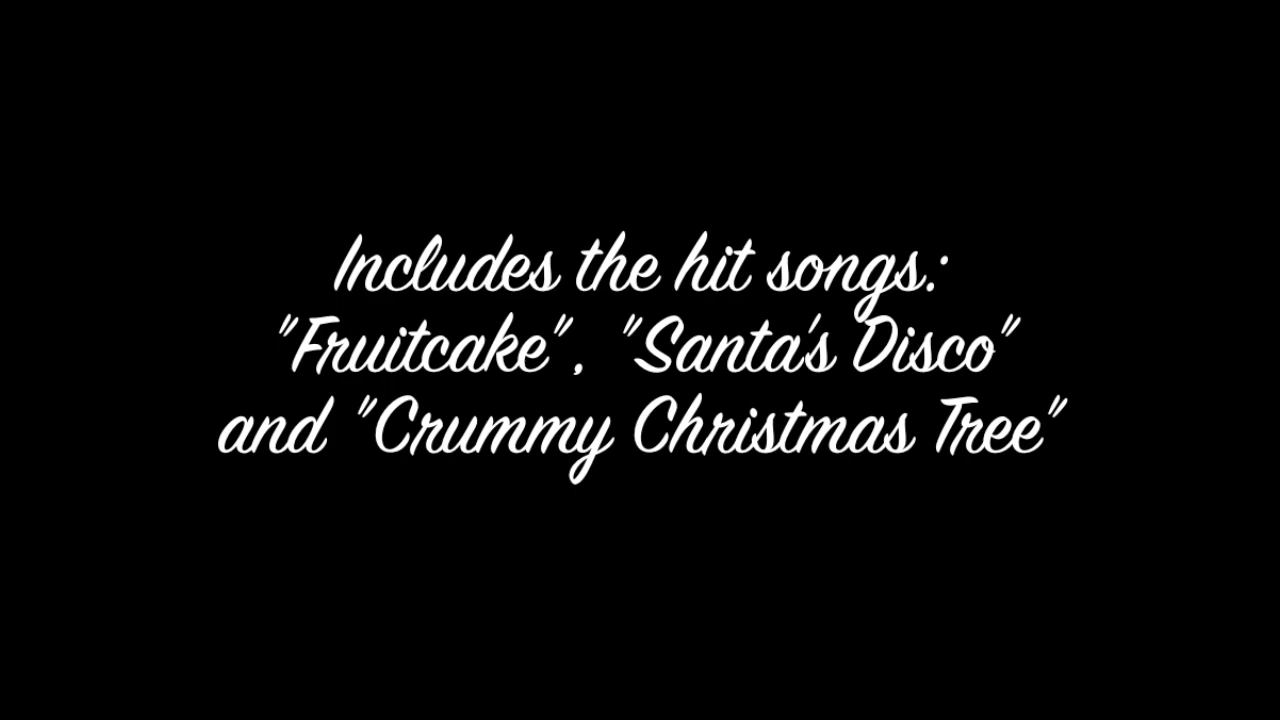 Includes the hit songs:
"Fruitcake", "Santa's Disco"
and "Crummy Christmas Tree"